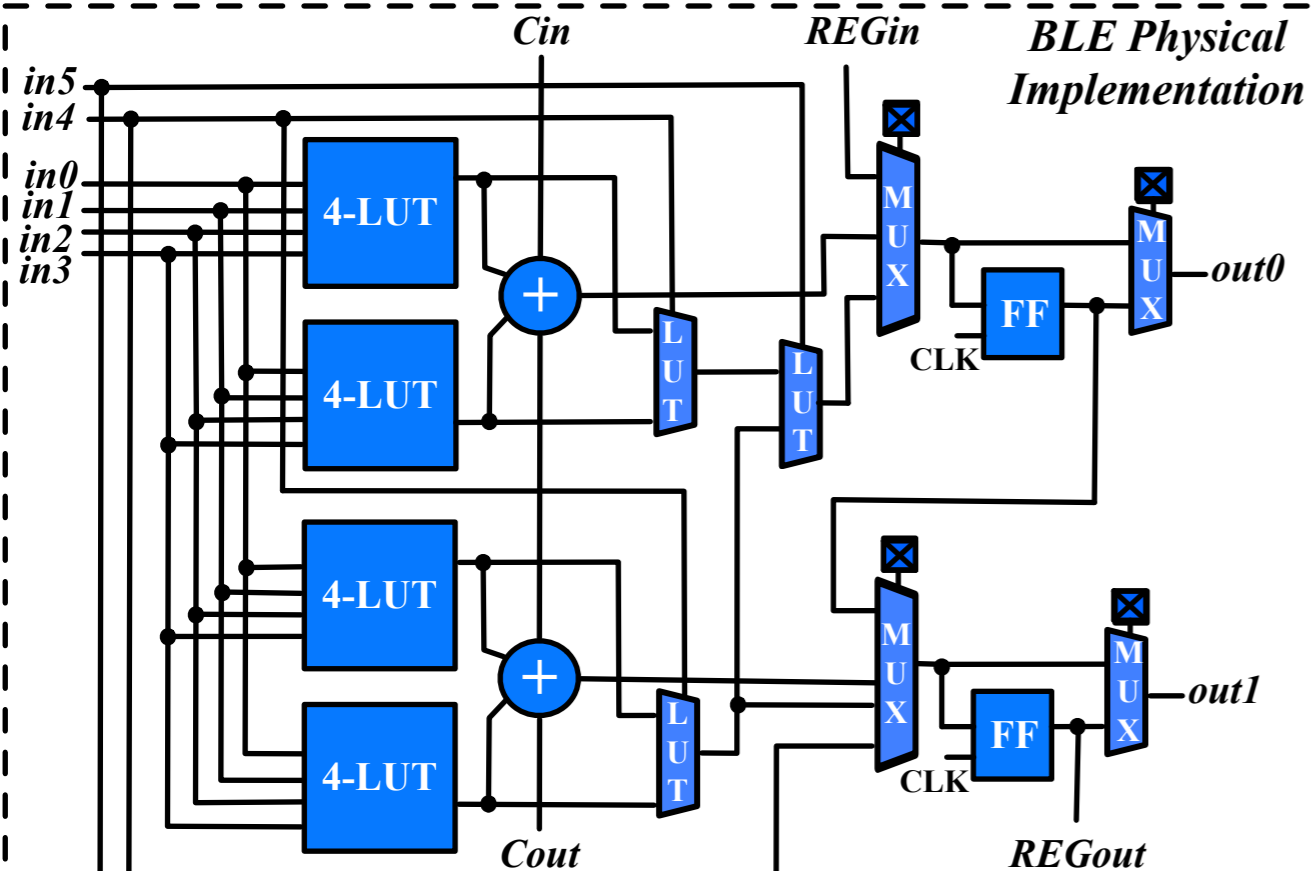 Cin
REGin
BLE Physical
Implementation
in5
in4
in0
in1
in2
in3
4-LUT
4-LUT
4-LUT
4-LUT
+
+
LUT
LUT
LUT
MUX
MUX
MUX
MUX
FF
CLK
out0
FF
CLK
out1
Cout
REGout